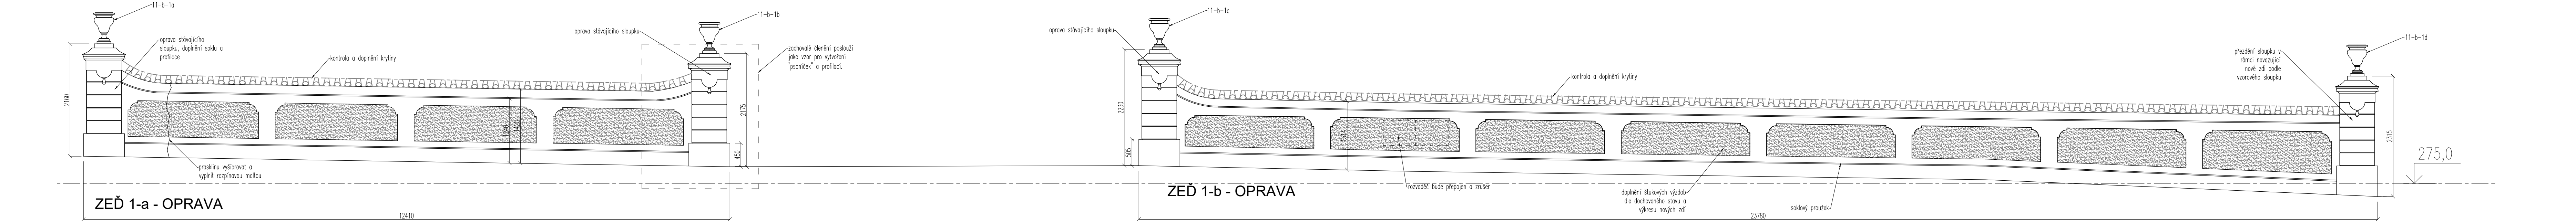 11-b-1a
oprava stávajícího
sloupku, doplnění soklu a
profilace
kontrola a doplnění krytiny
2160
prasklinu vyšíbrovat a
vyplnit rozpínavou maltou
ZEĎ 1-a - OPRAVA
12410
oprava stávajícího sloupku
11-b-1b
zachovalé členění poslouží
jako vzor pro vytvoření
"psaníček" a profilací.
2175
450
oprava stávajícího sloupku
11-b-1c
2230
505
kontrola a doplnění krytiny
rozvaděč bude přepojen a zrušen
ZEĎ 1-b - OPRAVA
doplnění štukových výzdob
dle dochovaného stavu a
výkresu nových zdí
soklový proužek
23780
přezdění sloupku v
rámci navazující
nové zdi podle
vzorového sloupku
11-b-1d
2315
275,0